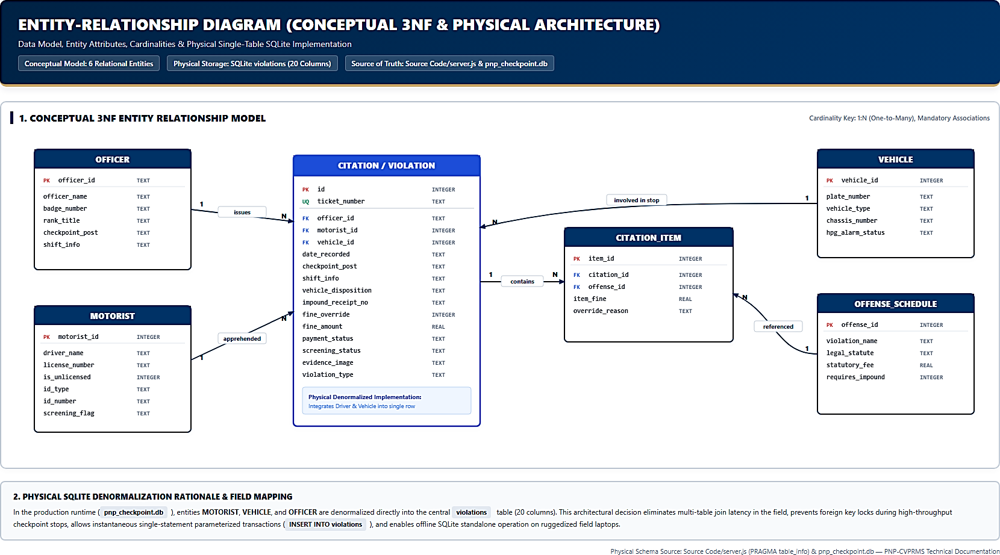 ENTITY-RELATIONSHIP DIAGRAM (CONCEPTUAL 3NF & PHYSICAL ARCHITECTURE)
Data Model, Entity Attributes, Cardinalities & Physical Single-Table SQLite Implementation
Conceptual Model: 6 Relational Entities
Physical Storage: SQLite violations (20 Columns)
Source of Truth: Source Code/server.js & pnp_checkpoint.db
1. CONCEPTUAL 3NF ENTITY RELATIONSHIP MODEL
Cardinality Key: 1:N (One-to-Many), Mandatory Associations
OFFICER
PK officer_id TEXT
officer_name TEXT
badge_number TEXT
rank_title TEXT
checkpoint_post TEXT
shift_info TEXT
1
issues
N
MOTORIST
PK motorist_id INTEGER
driver_name TEXT
license_number TEXT
is_unlicensed INTEGER
id_type TEXT
id_number TEXT
screening_flag TEXT
1
apprehended
N
CITATION / VIOLATION
PK id INTEGER
UQ ticket_number TEXT
FK officer_id TEXT
FK motorist_id INTEGER
FK vehicle_id INTEGER
date_recorded TEXT
checkpoint_post TEXT
shift_info TEXT
vehicle_disposition TEXT
impound_receipt_no TEXT
fine_override INTEGER
fine_amount REAL
payment_status TEXT
screening_status TEXT
evidence_image TEXT
violation_type TEXT
Physical Denormalized Implementation:
Integrates Driver & Vehicle into single row
N
involved in stop
1
1
contains
N
CITATION_ITEM
PK item_id INTEGER
FK citation_id INTEGER
FK offense_id INTEGER
item_fine REAL
override_reason TEXT
N
referenced
1
VEHICLE
PK vehicle_id INTEGER
plate_number TEXT
vehicle_type TEXT
chassis_number TEXT
hpg_alarm_status TEXT
OFFENSE_SCHEDULE
PK offense_id INTEGER
violation_name TEXT
legal_statute TEXT
statutory_fee REAL
requires_impound INTEGER
2. PHYSICAL SQLITE DENORMALIZATION RATIONALE & FIELD MAPPING
In the production runtime ( pnp_checkpoint.db ), entities MOTORIST, VEHICLE, and OFFICER are denormalized directly into the central violations table (20 columns). This architectural decision eliminates multi-table join latency in the field, prevents foreign key locks during high-throughput
checkpoint stops, allows instantaneous single-statement parameterized transactions ( INSERT INTO violations ), and enables offline SQLite standalone operation on ruggedized field laptops.
Physical Schema Source: Source Code/server.js (PRAGMA table_info) & pnp_checkpoint.db — PNP-CVPRMS Technical Documentation